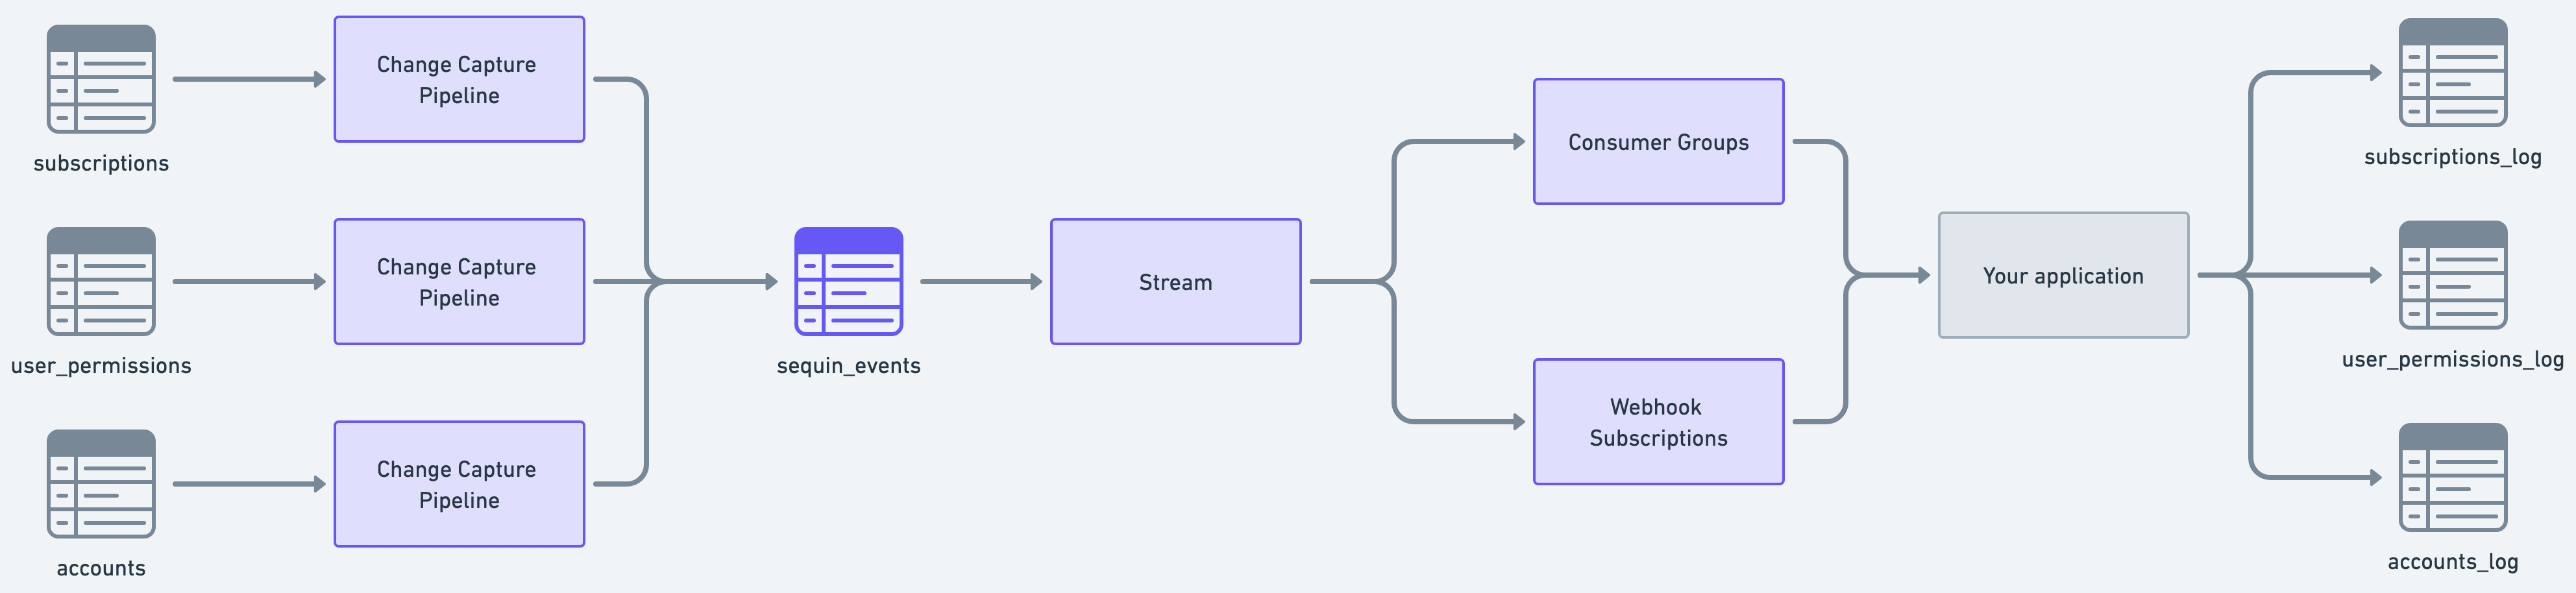 subscriptions
Change Capture
Pipeline
user_permissions
Change Capture
Pipeline
accounts
Change Capture
Pipeline
sequin_events
Stream
Consumer Groups
Webhook
Subscriptions
Your application
subscriptions_log
user_permissions_log
accounts_log